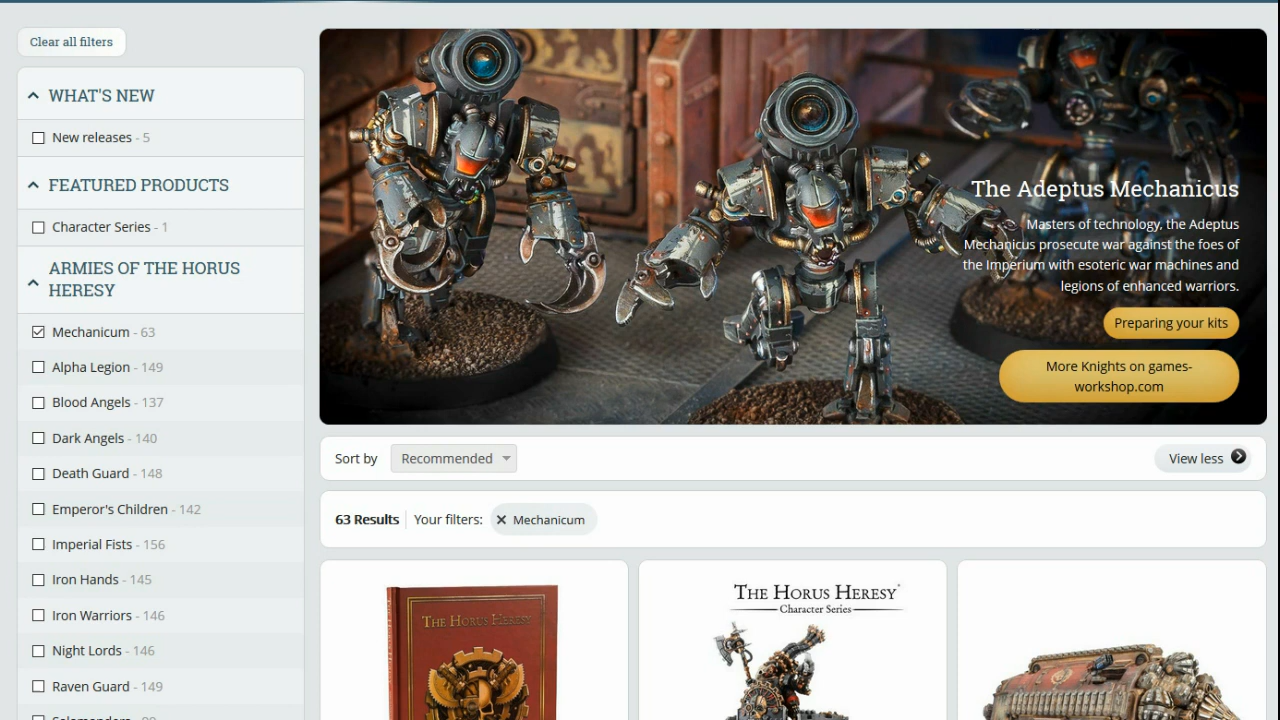 Clear all filters
WHAT'S NEW
New releases - 5
FEATURED PRODUCTS
Character Series - 1
ARMIES OF THE HORUS
HERESY
Mechanicum - 63
Alpha Legion - 149
Blood Angels - 137
Dark Angels - 140
Death Guard - 148
Emperor's Children - 142
Imperial Fists - 156
Iron Hands - 145
Iron Warriors - 146
Night Lords - 146
Raven Guard - 149
The Adeptus Mechanicus
Masters of technology, the Adeptus
Mechanicus prosecute war against the foes of
the Imperium with esoteric war machines and
legions of enhanced warriors.
Preparing your kits
More Knights on games-
workshop.com
Sort by
Recommended
View less
63 Results
Your filters:
Mechanicum
THE HORUS HERESY
THE HORUS HERESY
Character Series